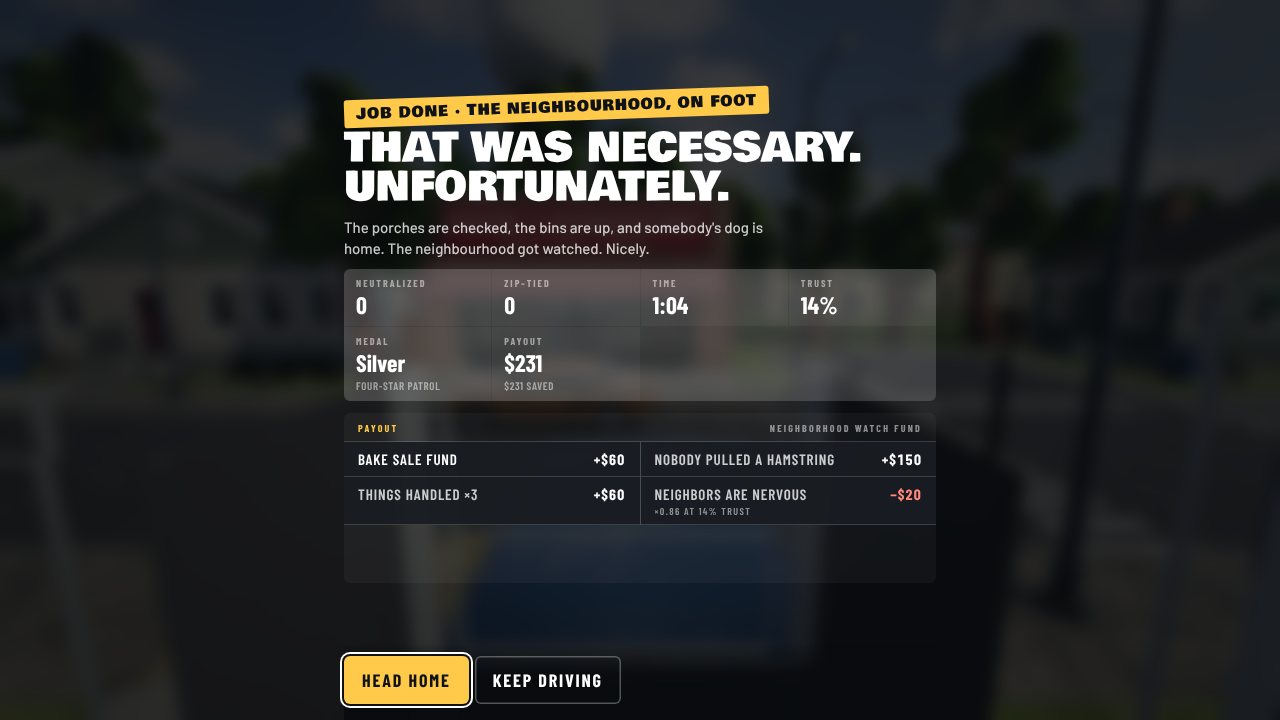 JOB DONE · THE NEIGHBOURHOOD, ON FOOT
THAT WAS NECESSARY.
UNFORTUNATELY.
The porches are checked, the bins are up, and somebody's dog is
home. The neighbourhood got watched. Nicely.
NEUTRALIZED
0
ZIP-TIED
0
TIME
1:04
TRUST
14%
MEDAL
Silver
FOUR-STAR PATROL
PAYOUT
$231
$231 SAVED
PAYOUT
NEIGHBORHOOD WATCH FUND
BAKE SALE FUND +$60
NOBODY PULLED A HAMSTRING +$150
THINGS HANDLED ×3 +$60
NEIGHBORS ARE NERVOUS −$20
×0.86 AT 14% TRUST
HEAD HOME
KEEP DRIVING